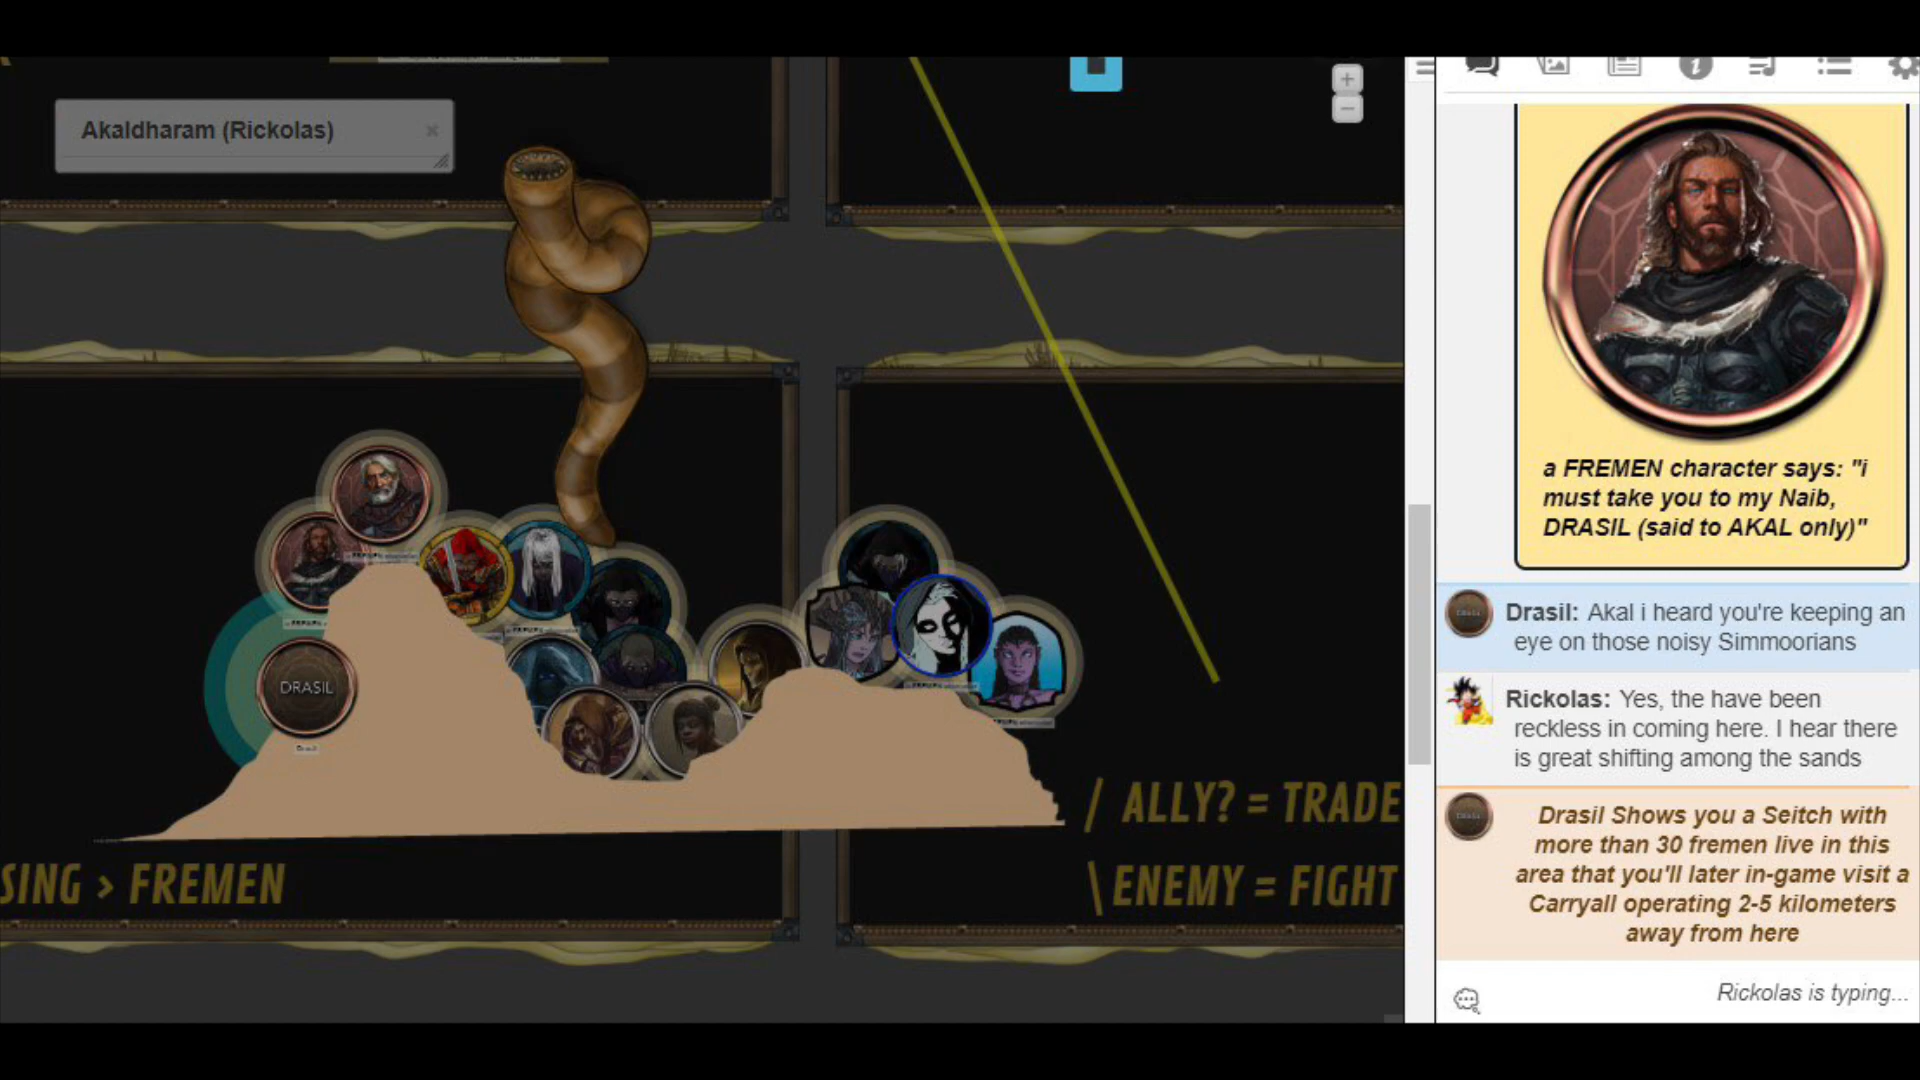 Akaldharam (Rickolas)
DRASIL
Drasil
/ ALLY? = TRADE
\ ENEMY = FIGHT
SING > FREMEN
a FREMEN character says: "i
must take you to my Naib,
DRASIL (said to AKAL only)"
Drasil: Akal i heard you're keeping an
eye on those noisy Simmoorians
Rickolas: Yes, the have been
reckless in coming here. I hear there
is great shifting among the sands
Drasil Shows you a Seitch with
more than 30 fremen live in this
area that you'll later in-game visit a
Carryall operating 2-5 kilometers
away from here
Rickolas is typing...